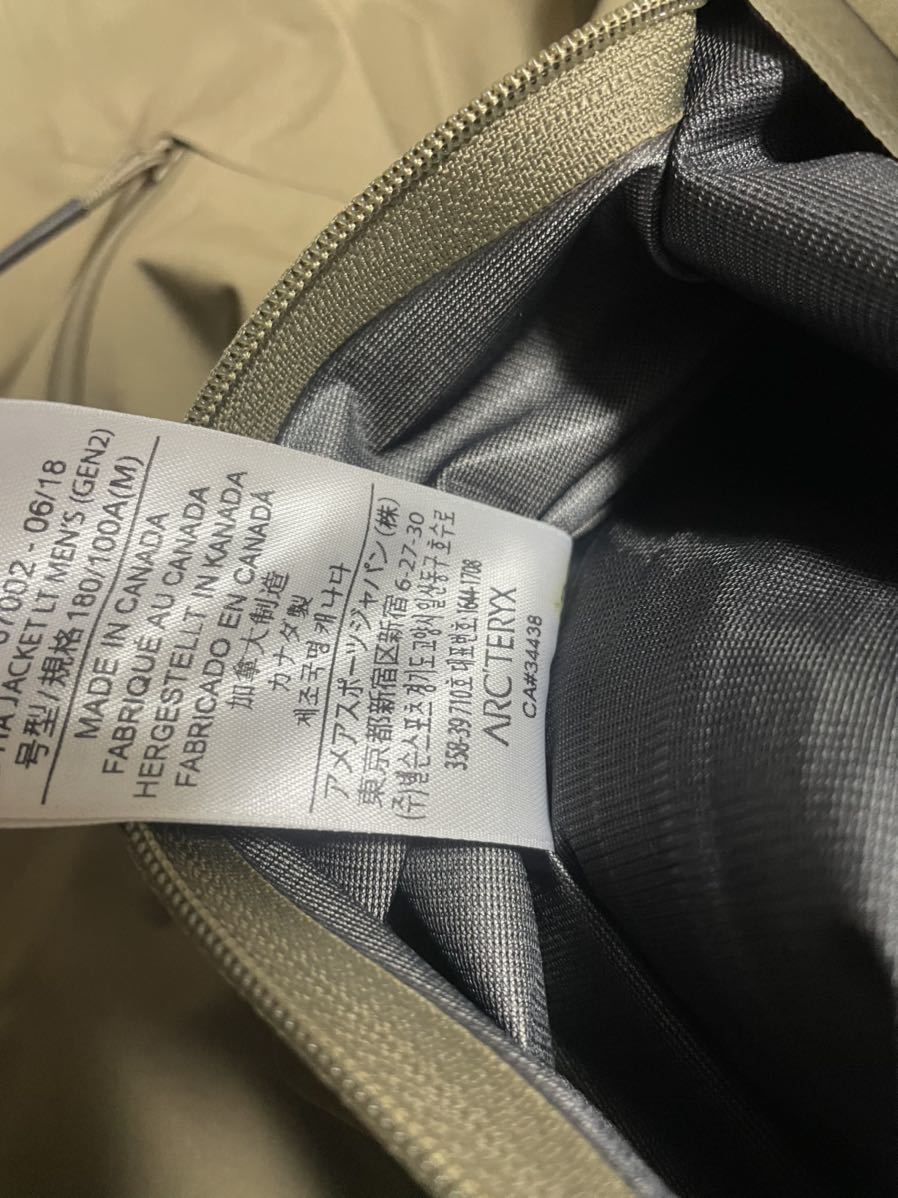 07002 - 06/18
HA JACKET LT MEN'S (GEN2)
号型/規格 180/100A(M)
MADE IN CANADA
FABRIQUE AU CANADA
HERGESTELLT IN KANADA
FABRICADO EN CANADA
加拿大制造
カナダ製
제조국명 캐나다
アメアスポーツジャパン(株)
東京都新宿区新宿 6-27-30
(주)넬슨스포츠 경기도 고양시 일산동구 호수로
358-39 710호 대표번호:1644-1708
ARC'TERYX
CA#34438